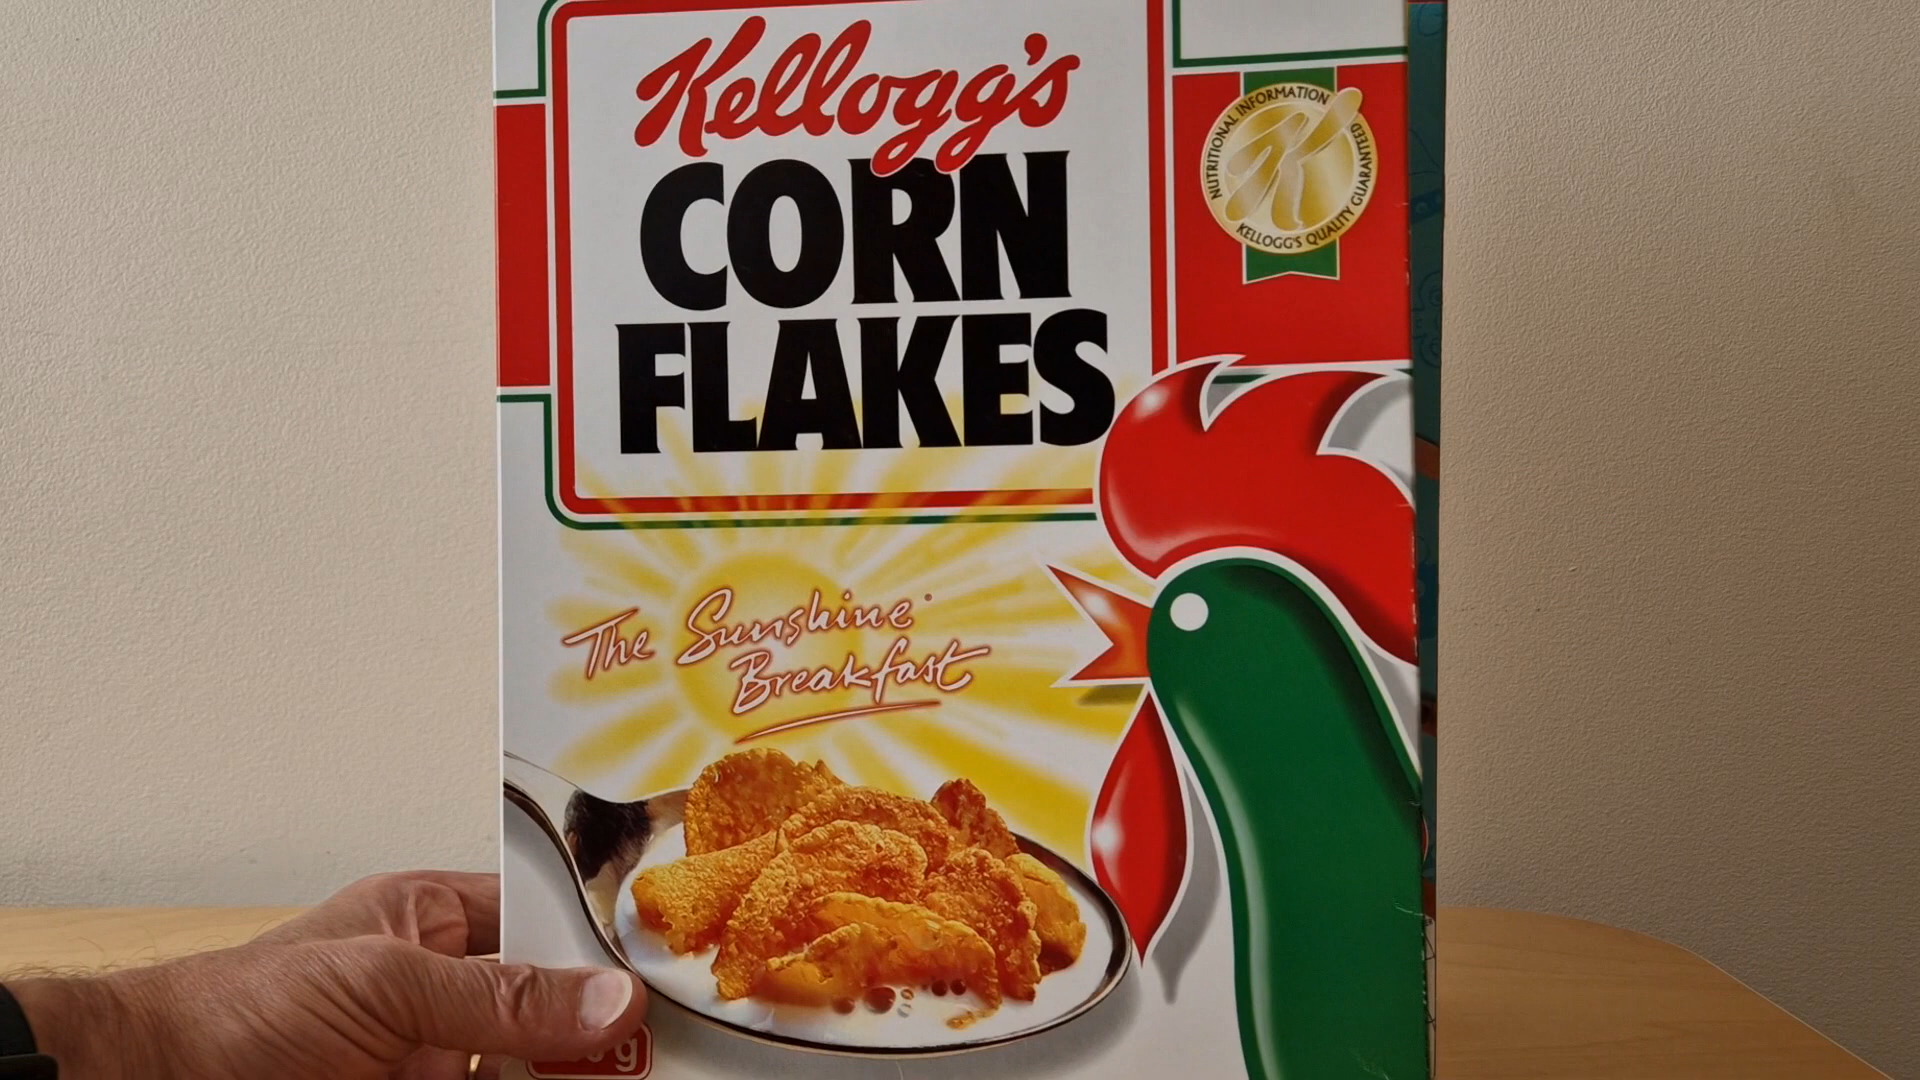 Kellogg's
CORN
FLAKES
NUTRITIONAL INFORMATION
KELLOGG'S QUALITY GUARANTEED
The Sunshine
Breakfast
g